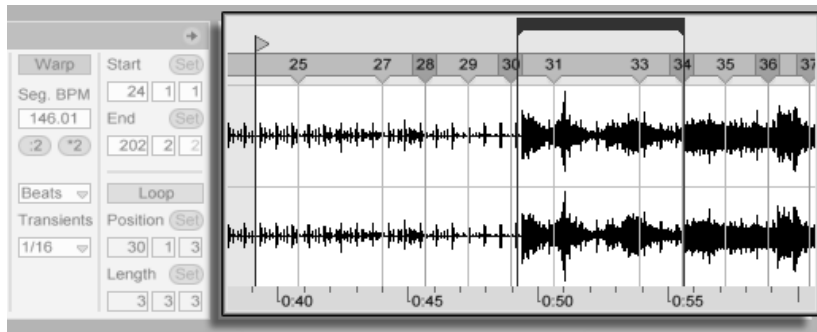 Warp Start Set
Seg. BPM 24 1 1
146.01 End Set
:2 *2 202 2 2
Beats Loop
Transients Position Set
1/16 30 1 3
Length Set
3 3 3
25 27 28 29 30 31 33 34 35 36 37
0:40 0:45 0:50 0:55